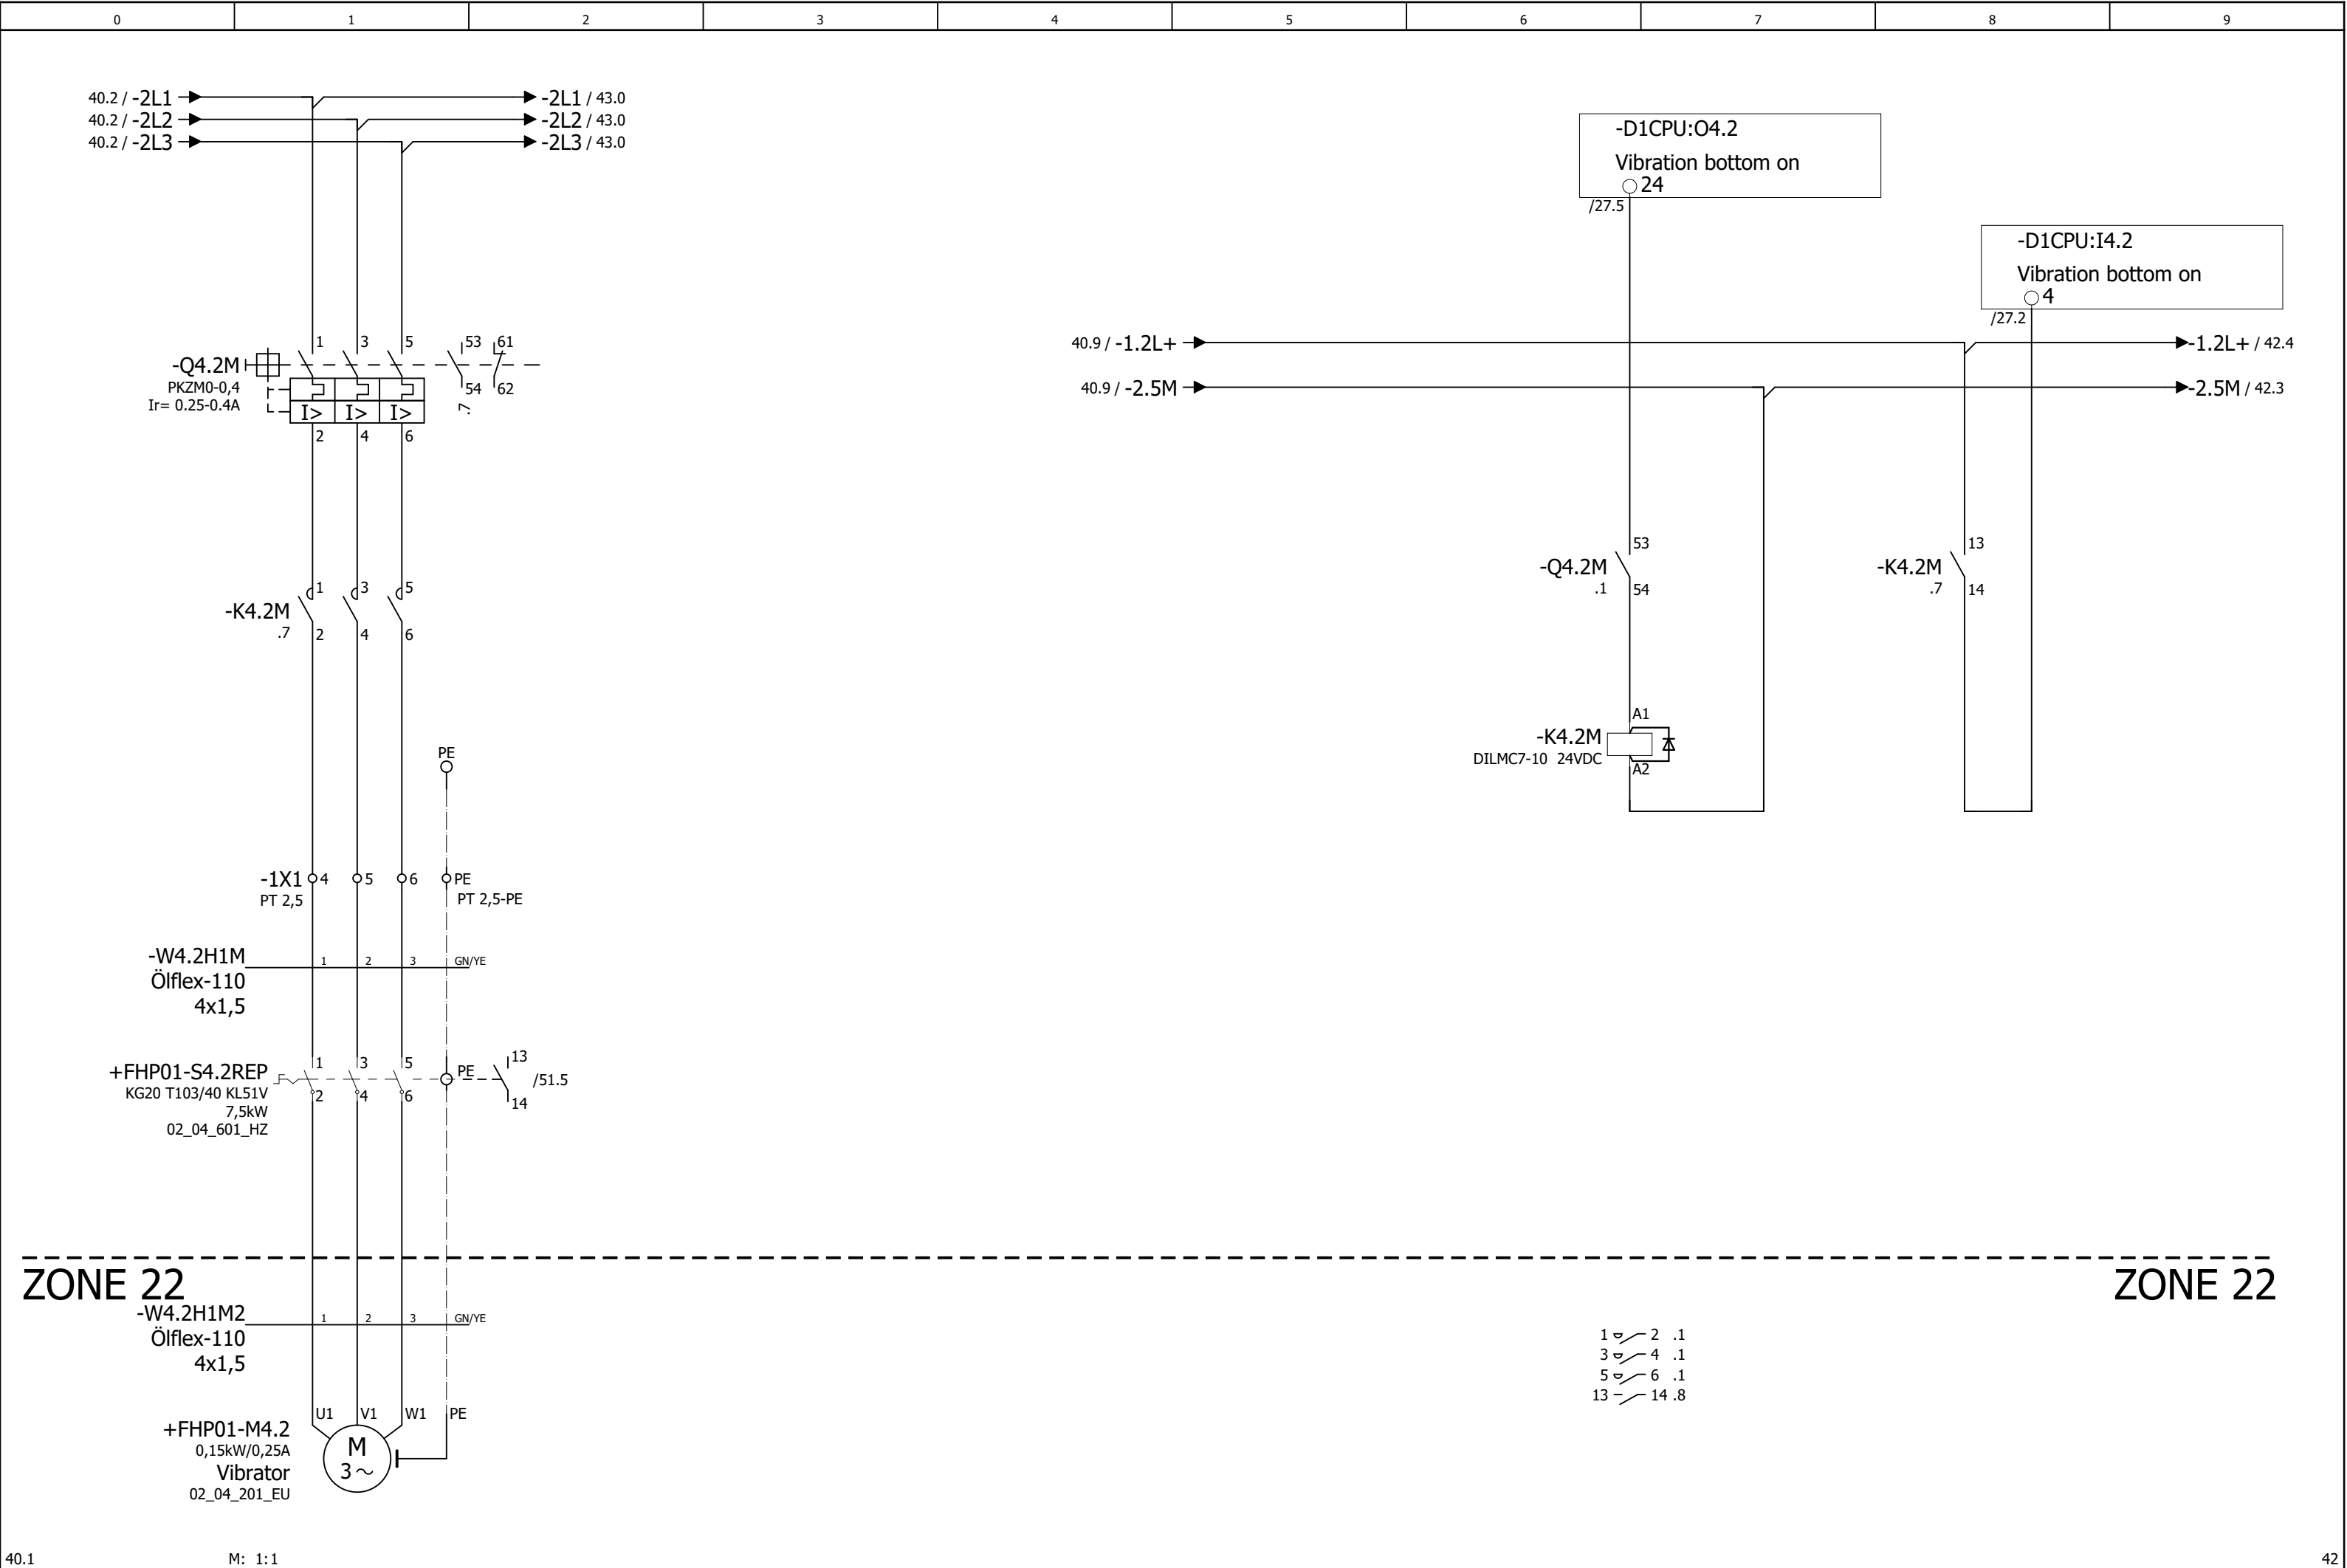 0 1 2 3 4 5 6 7 8 9
40.2 / -2L1
-2L1 / 43.0
40.2 / -2L2
-2L2 / 43.0
40.2 / -2L3
-2L3 / 43.0
-D1CPU:O4.2
Vibration bottom on
24
/27.5
-D1CPU:I4.2
Vibration bottom on
4
/27.2
40.9 / -1.2L+
-1.2L+ / 42.4
40.9 / -2.5M
-2.5M / 42.3
1 3 5 53 61
-Q4.2M
PKZM0-0,4
Ir= 0.25-0.4A
54 62
.7
I> I> I>
2 4 6
53
-Q4.2M
.1
54
13
-K4.2M
.7
14
1 3 5
-K4.2M
.7
2 4 6
A1
-K4.2M
DILMC7-10 24VDC
A2
PE
-1X1
4 5 6 PE
PT 2,5
PT 2,5-PE
-W4.2H1M
1 2 3 GN/YE
Ölflex-110
4x1,5
1 3 5 13
+FHP01-S4.2REP
PE
/51.5
KG20 T103/40 KL51V
2 4 6 14
7,5kW
02_04_601_HZ
ZONE 22
ZONE 22
-W4.2H1M2
1 2 3 GN/YE
Ölflex-110
4x1,5
1 2 .1
3 4 .1
5 6 .1
13 14 .8
U1 V1 W1 PE
+FHP01-M4.2
0,15kW/0,25A
Vibrator
02_04_201_EU
M
3~
40.1
M: 1:1
42